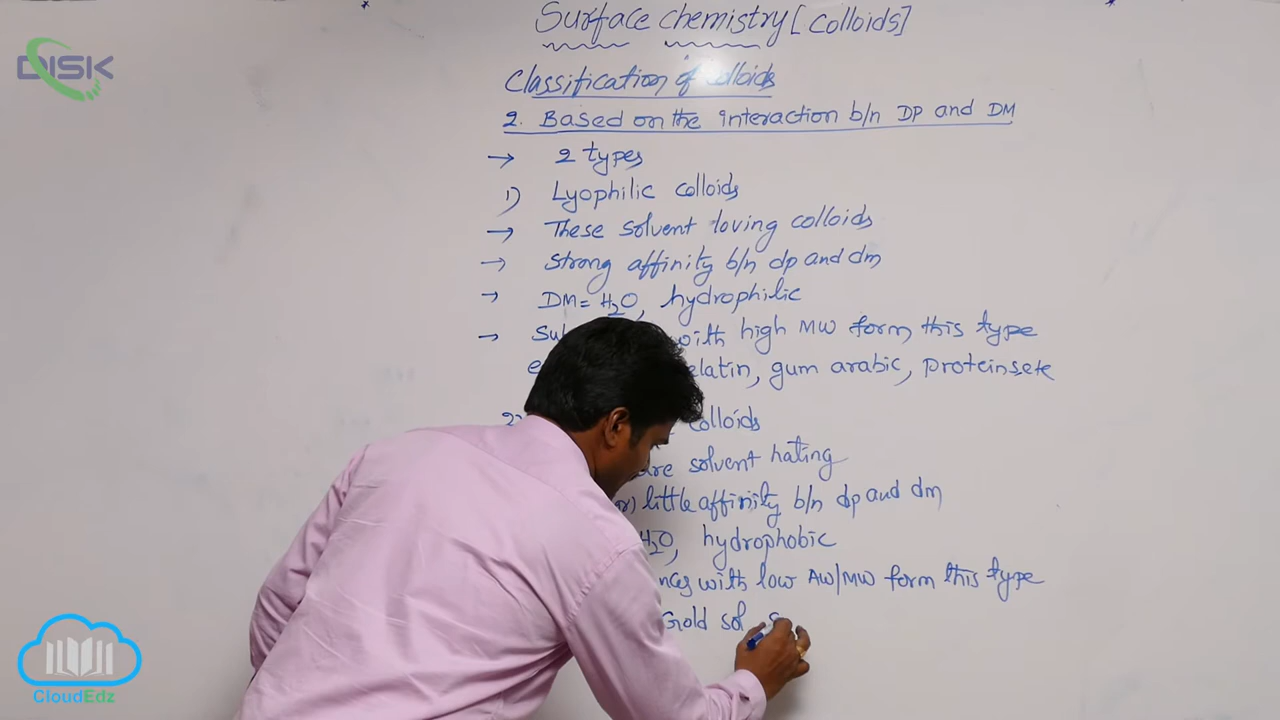 DISK
Surface chemistry [colloids]
Classification of colloids
2. Based on the interaction b/n DP and DM
→ 2 types
1) Lyophilic colloids
→ These solvent loving colloids
→ strong affinity b/n dp and dm
→ DM = H2O, hydrophilic
→ with high MW form this type
gum arabic, proteins etc
colloids
are solvent hating
little affinity b/n dp and dm
H2O, hydrophobic
with low AW/MW form this type
Gold sol
CloudEdz